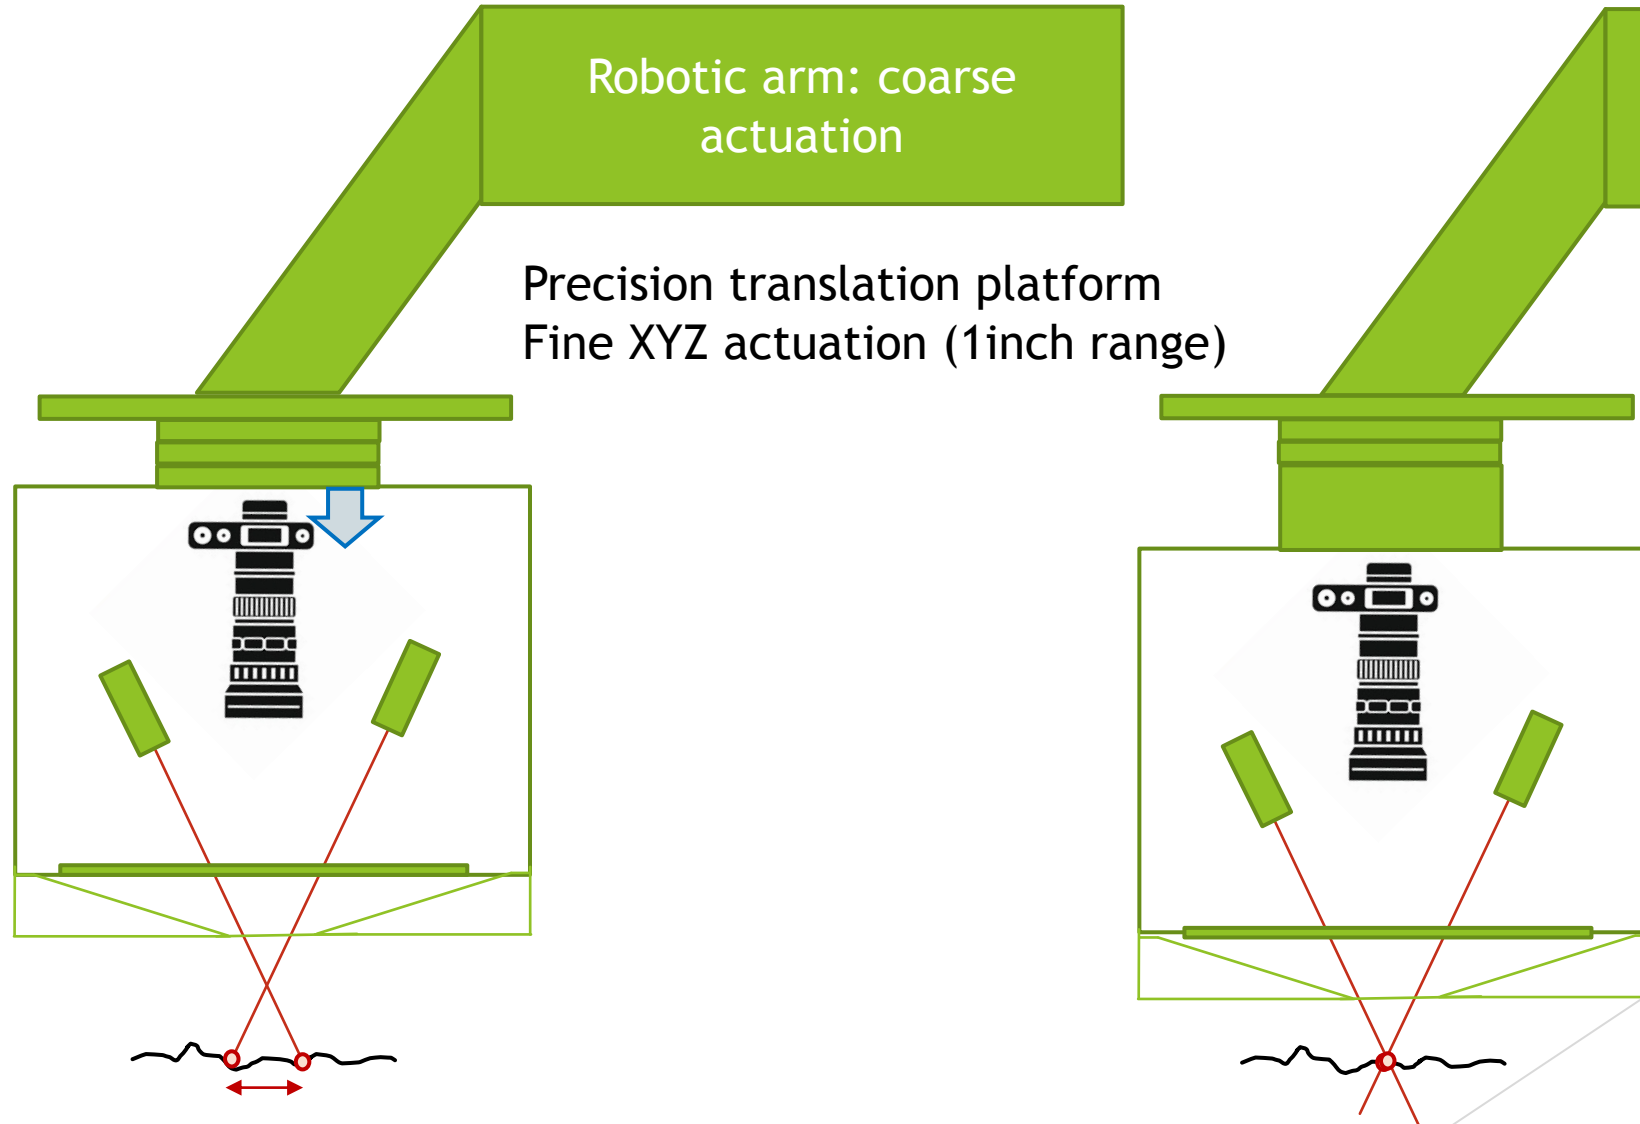 Robotic arm: coarse
actuation
Precision translation platform
Fine XYZ actuation (1inch range)